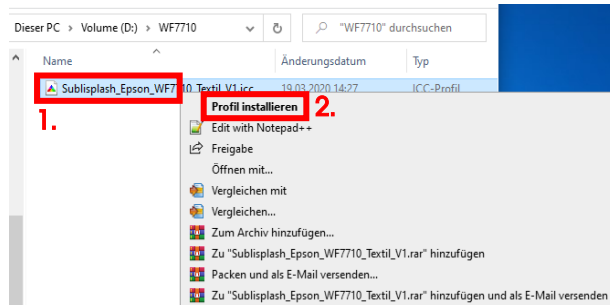 Dieser PC > Volume (D:) > WF7710
"WF7710" durchsuchen
Name Änderungsdatum Typ
Sublisplash_Epson_WF7710_Textil_V1.icc 19.03.2020 14:27 ICC-Profil
1.
Profil installieren 2.
Edit with Notepad++
Freigabe
Öffnen mit...
Vergleichen mit
Vergleichen...
Zum Archiv hinzufügen...
Zu "Sublisplash_Epson_WF7710_Textil_V1.rar" hinzufügen
Packen und als E-Mail versenden...
Zu "Sublisplash_Epson_WF7710_Textil_V1.rar" hinzufügen und als E-Mail versenden